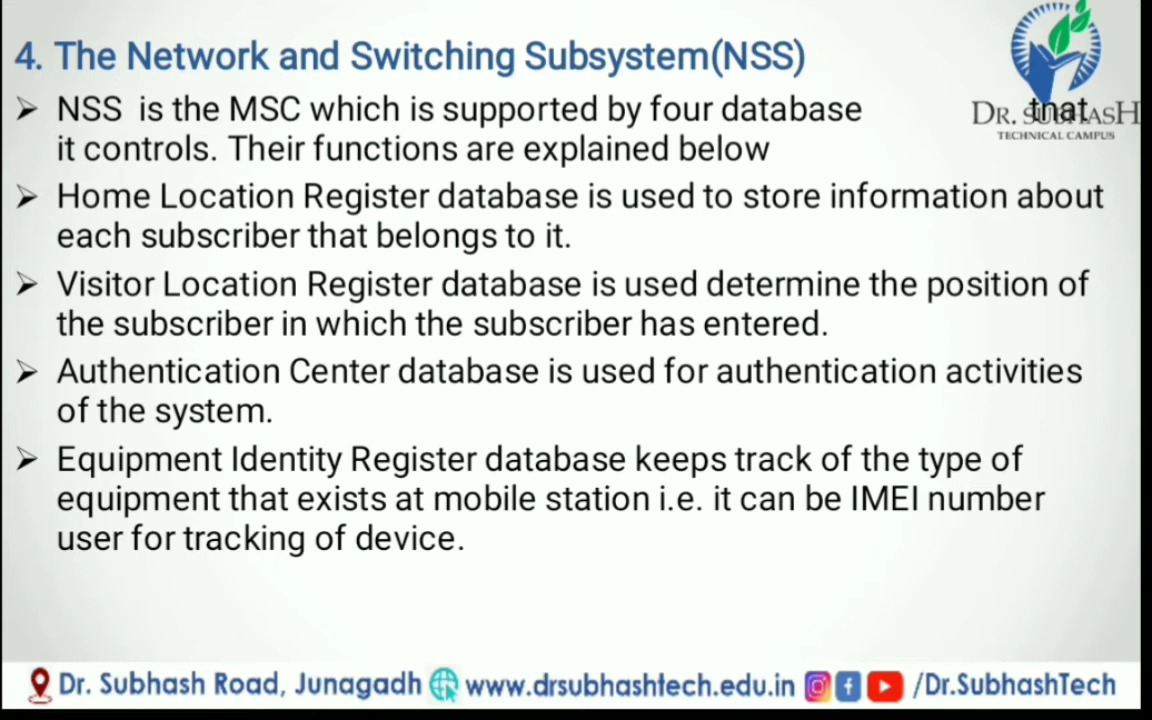 4. The Network and Switching Subsystem(NSS)
➢ NSS is the MSC which is supported by four database that
it controls. Their functions are explained below
➢ Home Location Register database is used to store information about
each subscriber that belongs to it.
➢ Visitor Location Register database is used determine the position of
the subscriber in which the subscriber has entered.
➢ Authentication Center database is used for authentication activities
of the system.
➢ Equipment Identity Register database keeps track of the type of
equipment that exists at mobile station i.e. it can be IMEI number
user for tracking of device.
DR. SUBHASH
TECHNICAL CAMPUS
Dr. Subhash Road, Junagadh www.drsubhashtech.edu.in /Dr.SubhashTech